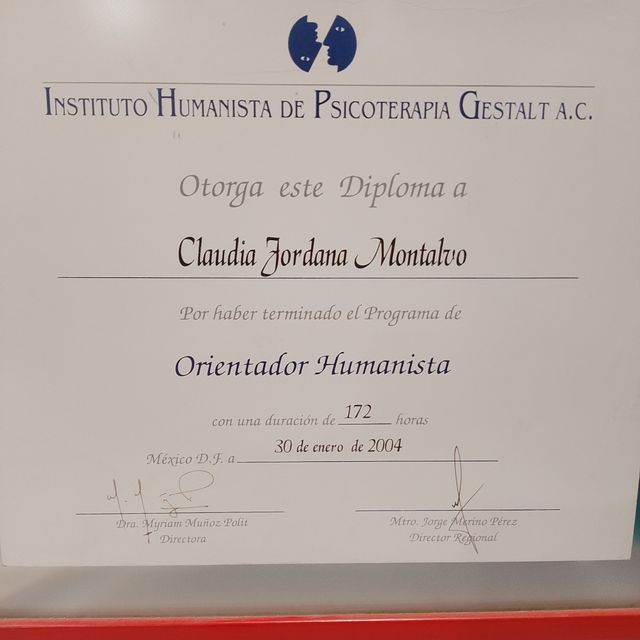 INSTITUTO HUMANISTA DE PSICOTERAPIA GESTALT A.C.
Otorga este Diploma a
Claudia Jordana Montalvo
Por haber terminado el Programa de
Orientador Humanista
con una duración de 172 horas
México D.F. a 30 de enero de 2004
Dra. Myriam Muñoz Polit
Directora
Mtro. Jorge Merino Pérez
Director Regional